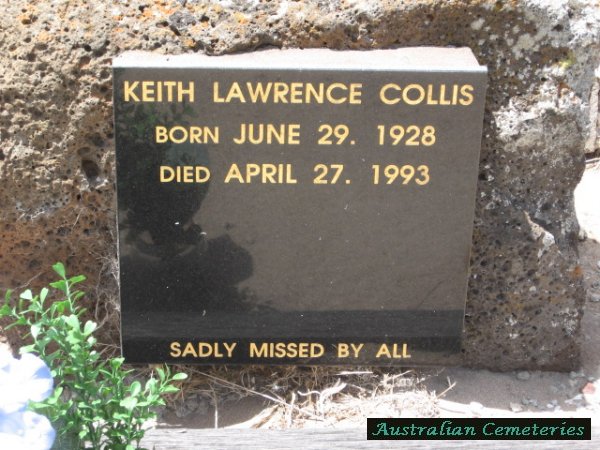 KEITH LAWRENCE COLLIS
BORN JUNE 29. 1928
DIED APRIL 27. 1993
SADLY MISSED BY ALL
Australian Cemeteries